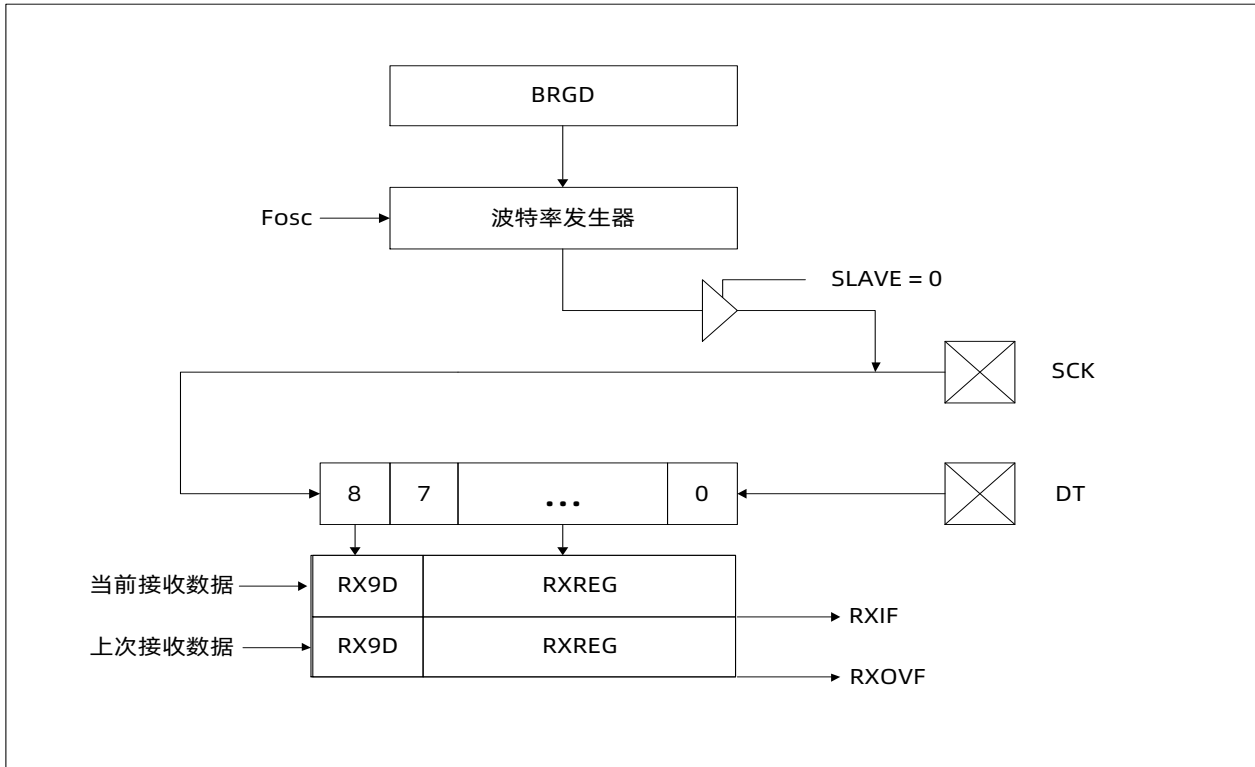 BRGD
Fosc
波特率发生器
SLAVE = 0
SCK
8 7 ... 0
DT
当前接收数据
RX9D RXREG
RXIF
上次接收数据
RX9D RXREG
RXOVF